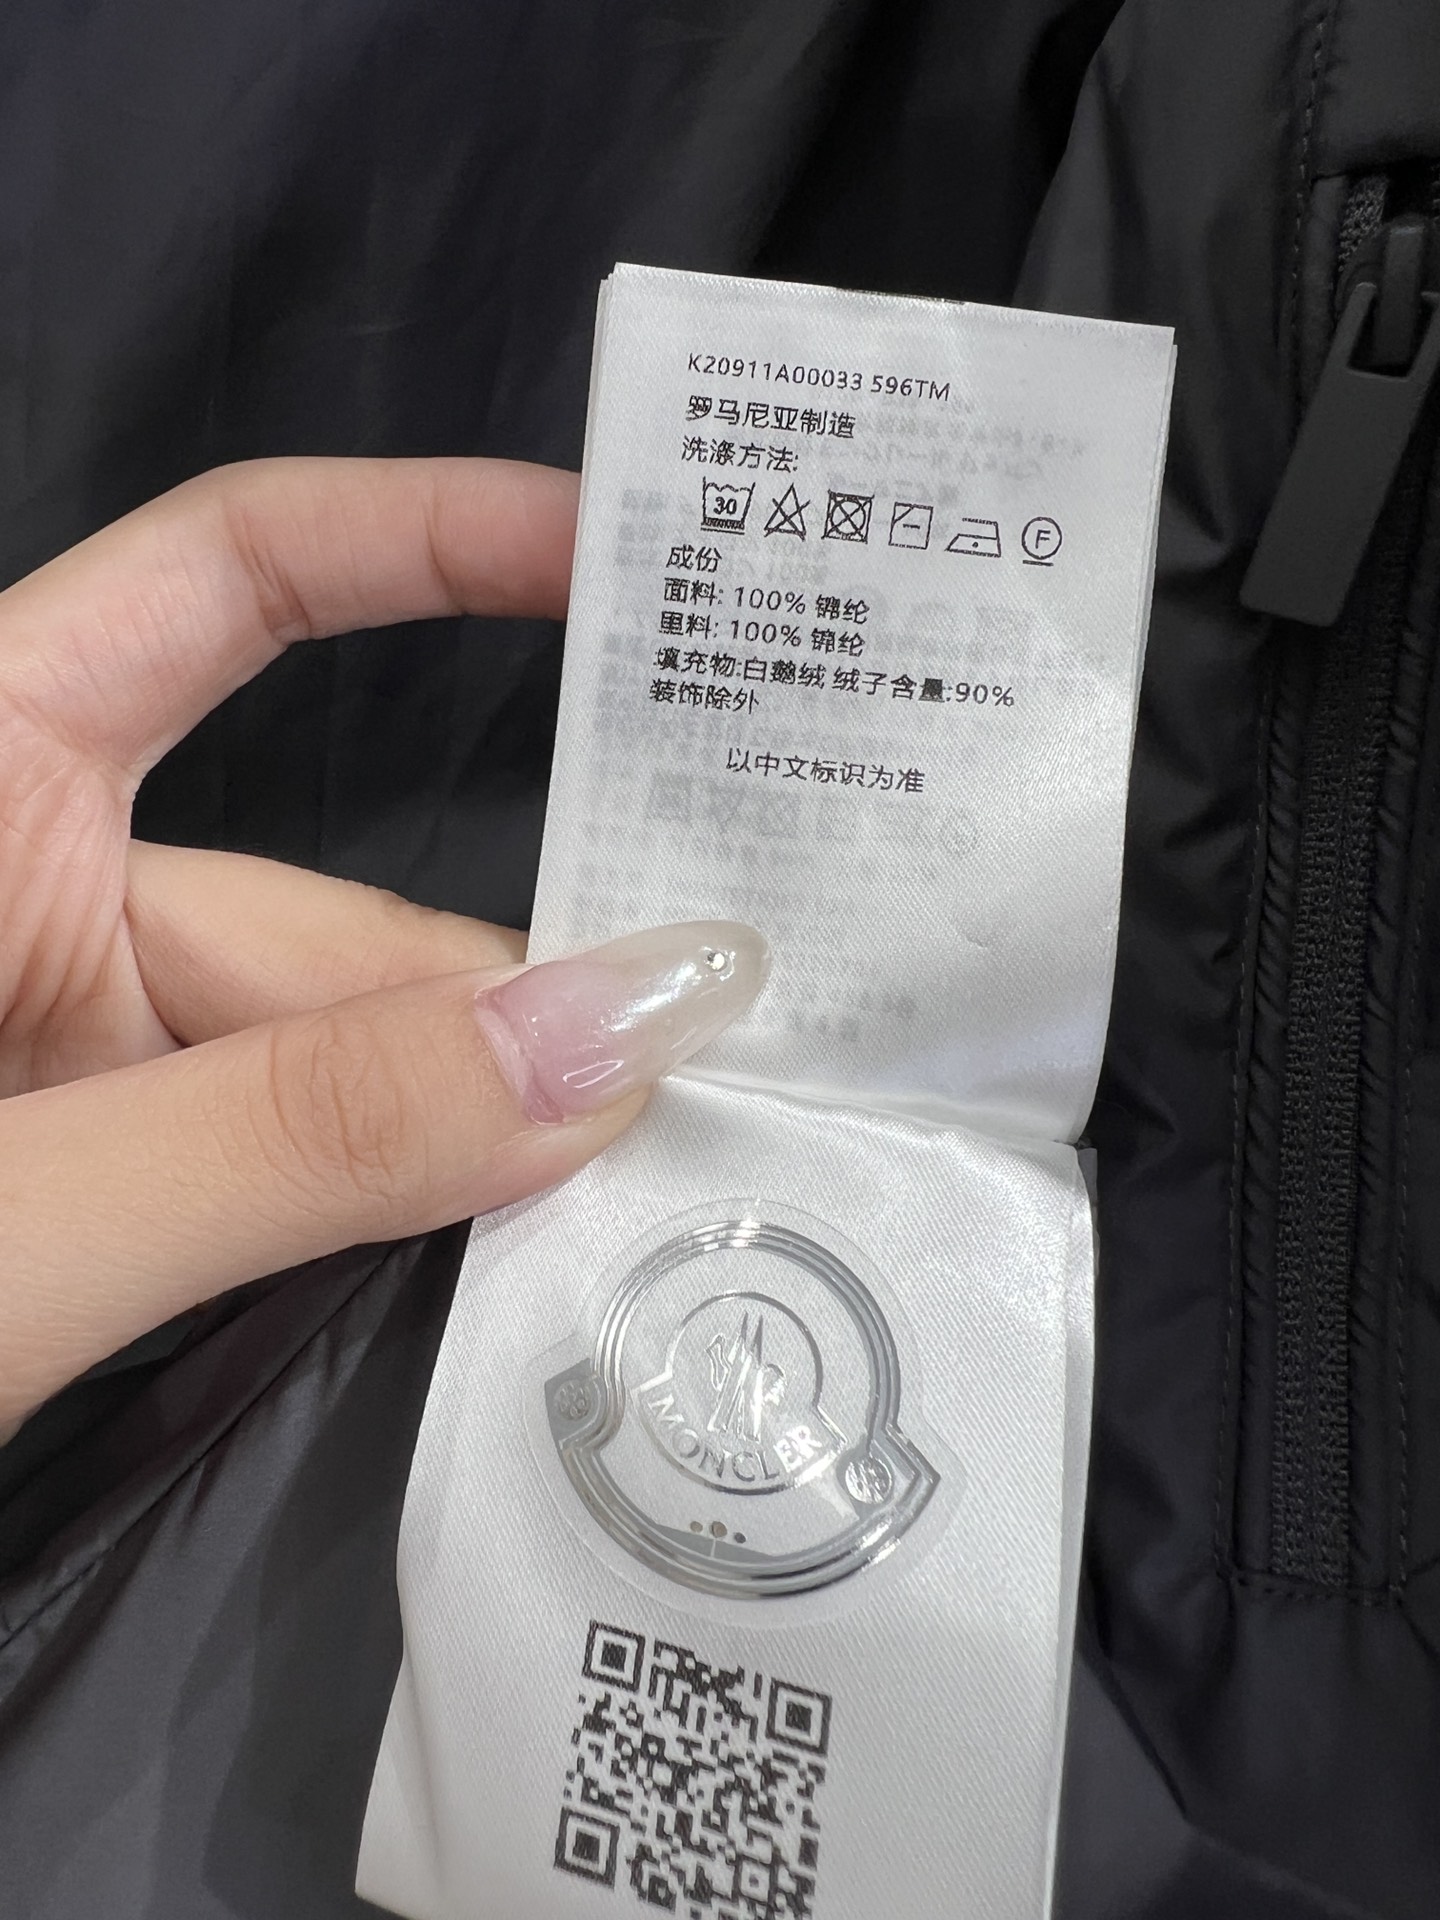 K20911A00033 596TM
罗马尼亚制造
洗涤方法:
30
F
成份
面料: 100% 锦纶
里料: 100% 锦纶
填充物:白鹅绒 绒子含量:90%
装饰除外
以中文标识为准
MONCLER